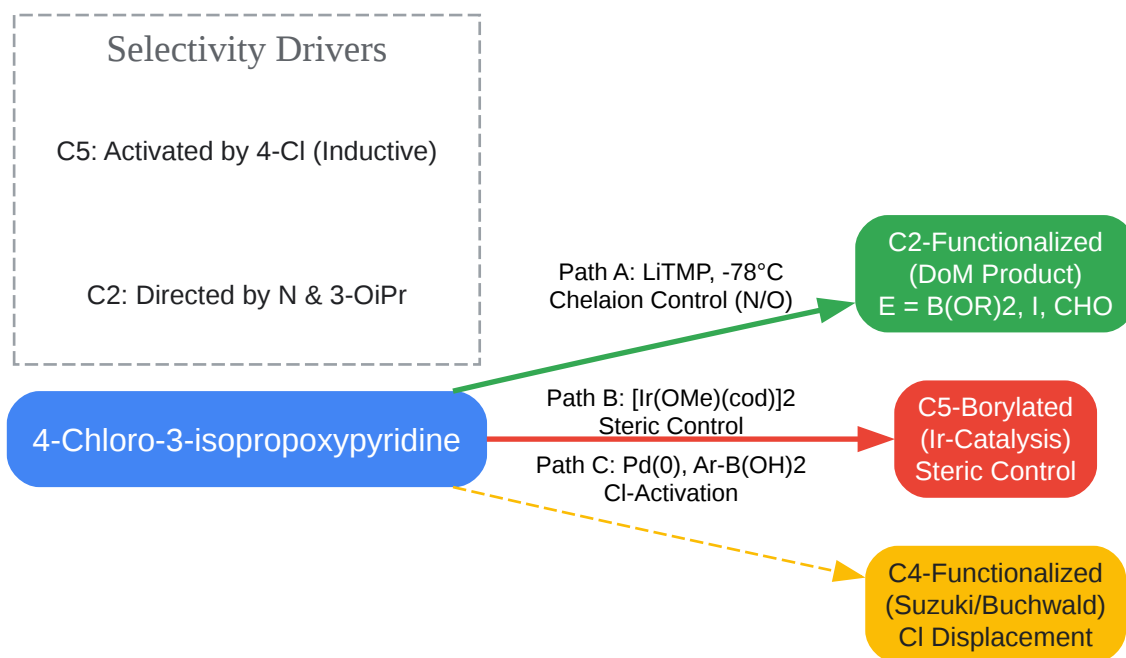 Selectivity Drivers
C5: Activated by 4-Cl (Inductive)
C2: Directed by N & 3-OiPr
4-Chloro-3-isopropoxypyridine
Path A: LiTMP, -78°C
Chelaion Control (N/O)
Path B: [Ir(OMe)(cod)]2
Steric Control
Path C: Pd(0), Ar-B(OH)2
Cl-Activation
C2-Functionalized
(DoM Product)
E = B(OR)2, I, CHO
C5-Borylated
(Ir-Catalysis)
Steric Control
C4-Functionalized
(Suzuki/Buchwald)
Cl Displacement